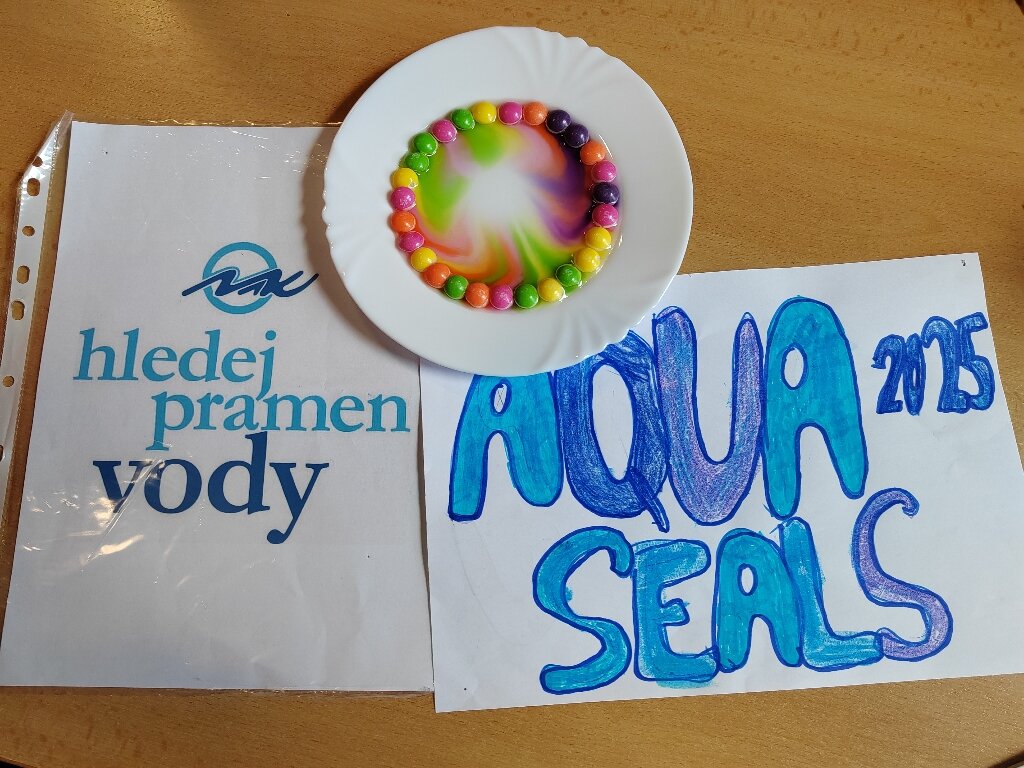 hledej
pramen
vody
AQUA 2025
SEALS